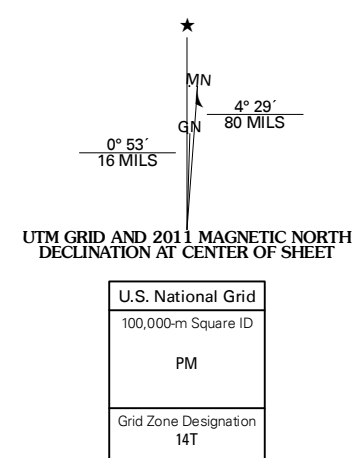 MN
GN
4° 29´
80 MILS
0° 53´
16 MILS
UTM GRID AND 2011 MAGNETIC NORTH
DECLINATION AT CENTER OF SHEET
U.S. National Grid
100,000-m Square ID
PM
Grid Zone Designation
14T